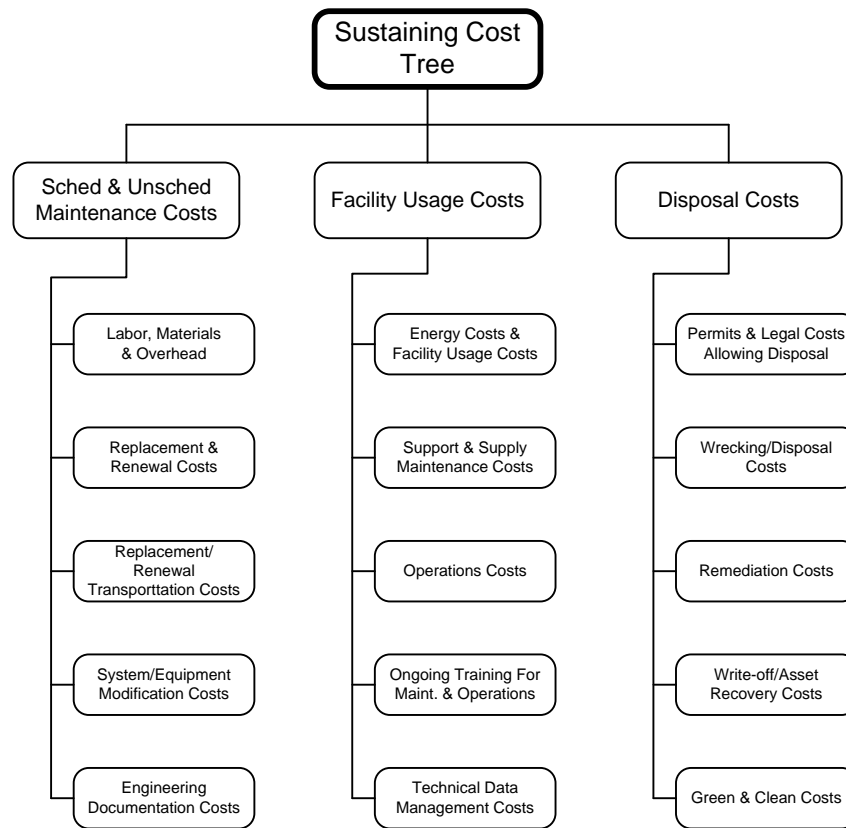 Sustaining Cost
Tree
Sched & Unsched
Maintenance Costs
Facility Usage Costs
Disposal Costs
Labor, Materials
& Overhead
Energy Costs &
Facility Usage Costs
Permits & Legal Costs
Allowing Disposal
Replacement &
Renewal Costs
Support & Supply
Maintenance Costs
Wrecking/Disposal
Costs
Replacement/
Renewal
Transporttation Costs
Operations Costs
Remediation Costs
System/Equipment
Modification Costs
Ongoing Training For
Maint. & Operations
Write-off/Asset
Recovery Costs
Engineering
Documentation Costs
Technical Data
Management Costs
Green & Clean Costs